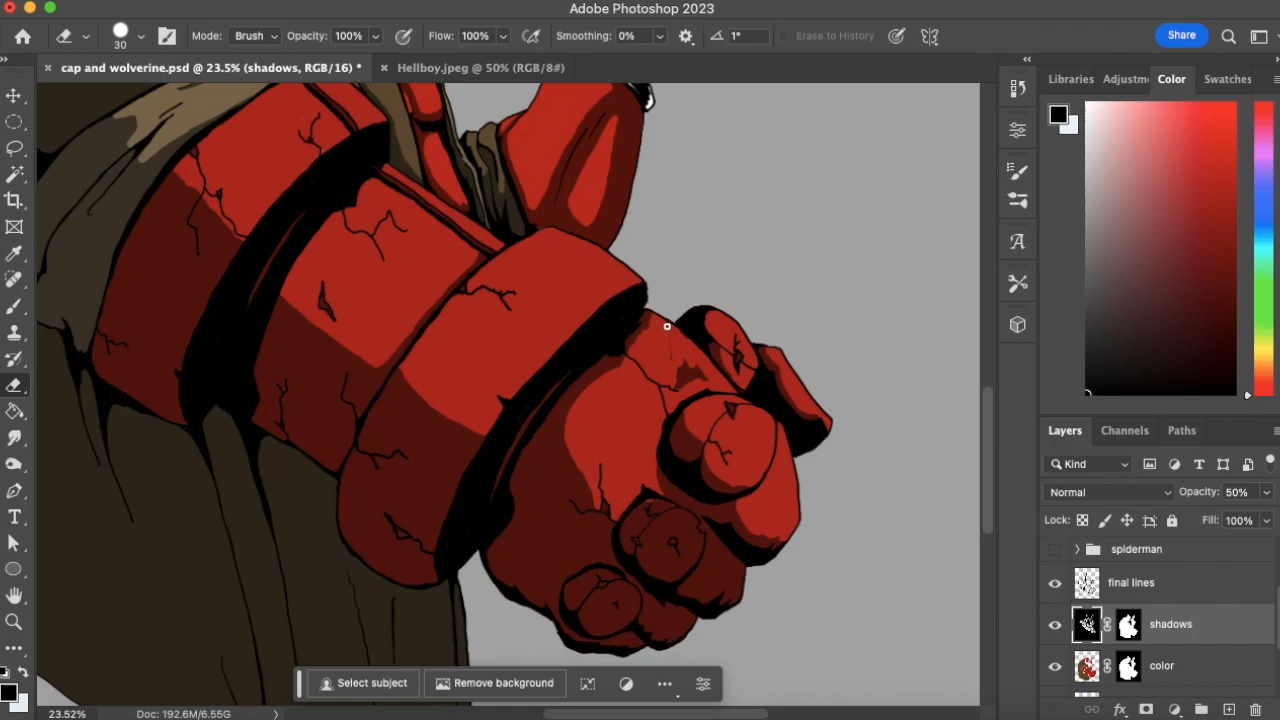 Adobe Photoshop 2023
30 Mode: Brush Opacity: 100% Flow: 100% Smoothing: 0% 1° Erase to History Share
cap and wolverine.psd @ 23.5% (shadows, RGB/16) * Hellboy.jpeg @ 50% (RGB/8#)
Libraries Adjustm Color Swatches
Layers Channels Paths
Kind
Normal Opacity: 50%
Lock: Fill: 100%
spiderman
final lines
shadows
color
Select subject Remove background
23.52% Doc: 192.6M/6.55G